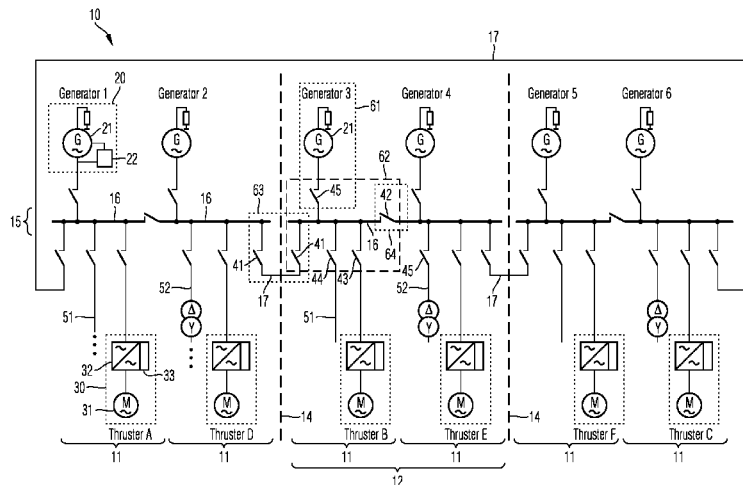 10
17
20
Generator 1
Generator 2
Generator 3
61
Generator 4
Generator 5
Generator 6
G
21
G
G
21
G
G
G
22
62
45
42
15
16
16
63
16
64
41
41
44
43
45
17
52
17
51
52
51
Δ
Y
Δ
Y
Δ
Y
32
33
30
31
M
M
M
M
M
M
14
14
Thruster A
Thruster D
Thruster B
Thruster E
Thruster F
Thruster C
11
11
11
11
11
11
12